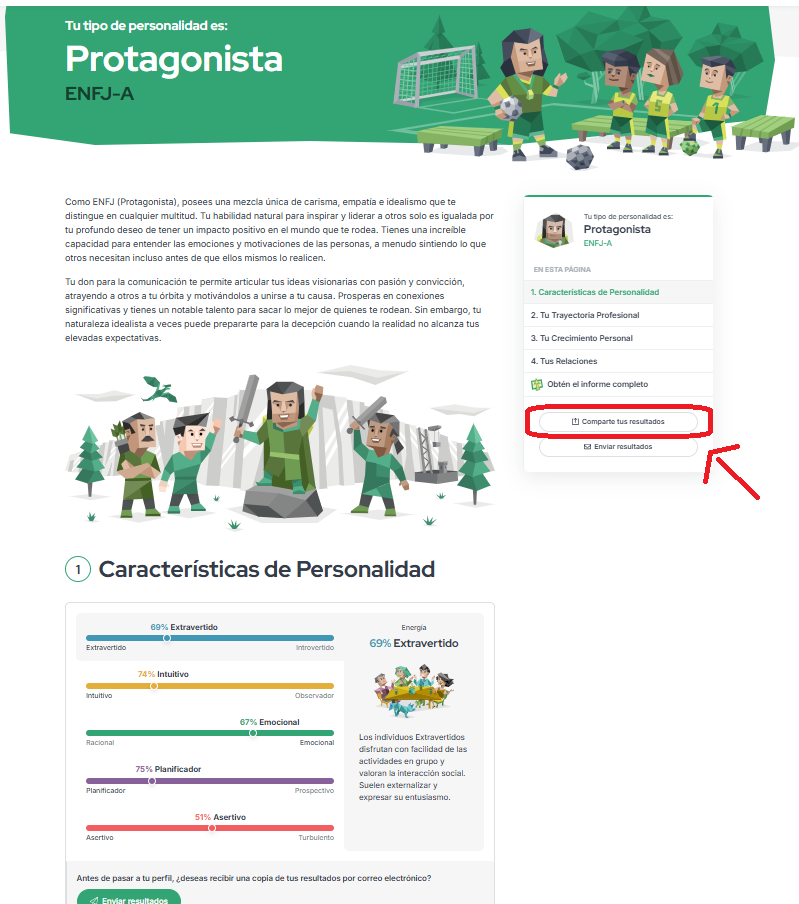 Tu tipo de personalidad es:
Protagonista
ENFJ-A
Como ENFJ (Protagonista), posees una mezcla única de carisma, empatía e idealismo que te
distingue en cualquier multitud. Tu habilidad natural para inspirar y liderar a otros solo es igualada por
tu profundo deseo de tener un impacto positivo en el mundo que te rodea. Tienes una increíble
capacidad para entender las emociones y motivaciones de las personas, a menudo sintiendo lo que
otros necesitan incluso antes de que ellos mismos lo realicen.
Tu don para la comunicación te permite articular tus ideas visionarias con pasión y convicción,
atrayendo a otros a tu órbita y motivándolos a unirse a tu causa. Prosperas en conexiones
significativas y tienes un notable talento para sacar lo mejor de quienes te rodean. Sin embargo, tu
naturaleza idealista a veces puede prepararte para la decepción cuando la realidad no alcanza tus
elevadas expectativas.
Tu tipo de personalidad es:
Protagonista
ENFJ-A
EN ESTA PÁGINA
1. Características de Personalidad
2. Tu Trayectoria Profesional
3. Tu Crecimiento Personal
4. Tus Relaciones
Obtén el informe completo
Comparte tus resultados
Enviar resultados
1 Características de Personalidad
69% Extravertido
Extravertido Introvertido
74% Intuitivo
Intuitivo Observador
67% Emocional
Racional Emocional
75% Planificador
Planificador Prospectivo
51% Asertivo
Asertivo Turbulento
Energía
69% Extravertido
Los individuos Extravertidos
disfrutan con facilidad de las
actividades en grupo y
valoran la interacción social.
Suelen externalizar y
expresar su entusiasmo.
Antes de pasar a tu perfil, ¿deseas recibir una copia de tus resultados por correo electrónico?
Enviar resultados